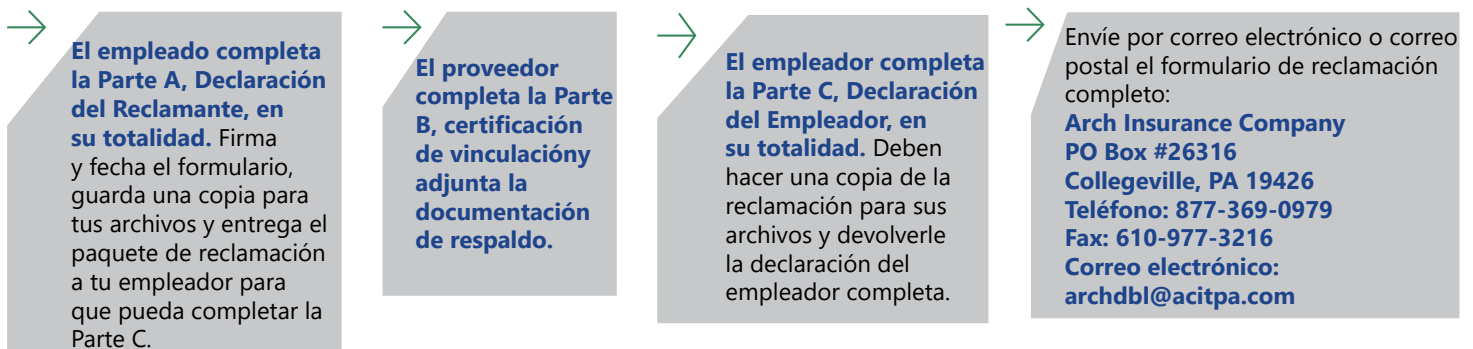 El empleado completa
la Parte A, Declaración
del Reclamante, en
su totalidad. Firma
y fecha el formulario,
guarda una copia para
tus archivos y entrega el
paquete de reclamación
a tu empleador para
que pueda completar la
Parte C.
El proveedor
completa la Parte
B, certificación
de vinculacióny
adjunta la
documentación
de respaldo.
El empleador completa
la Parte C, Declaración
del Empleador, en
su totalidad. Deben
hacer una copia de la
reclamación para sus
archivos y devolverle
la declaración del
empleador completa.
Envíe por correo electrónico o correo
postal el formulario de reclamación
completo:
Arch Insurance Company
PO Box #26316
Collegeville, PA 19426
Teléfono: 877-369-0979
Fax: 610-977-3216
Correo electrónico:
archdbl@acitpa.com